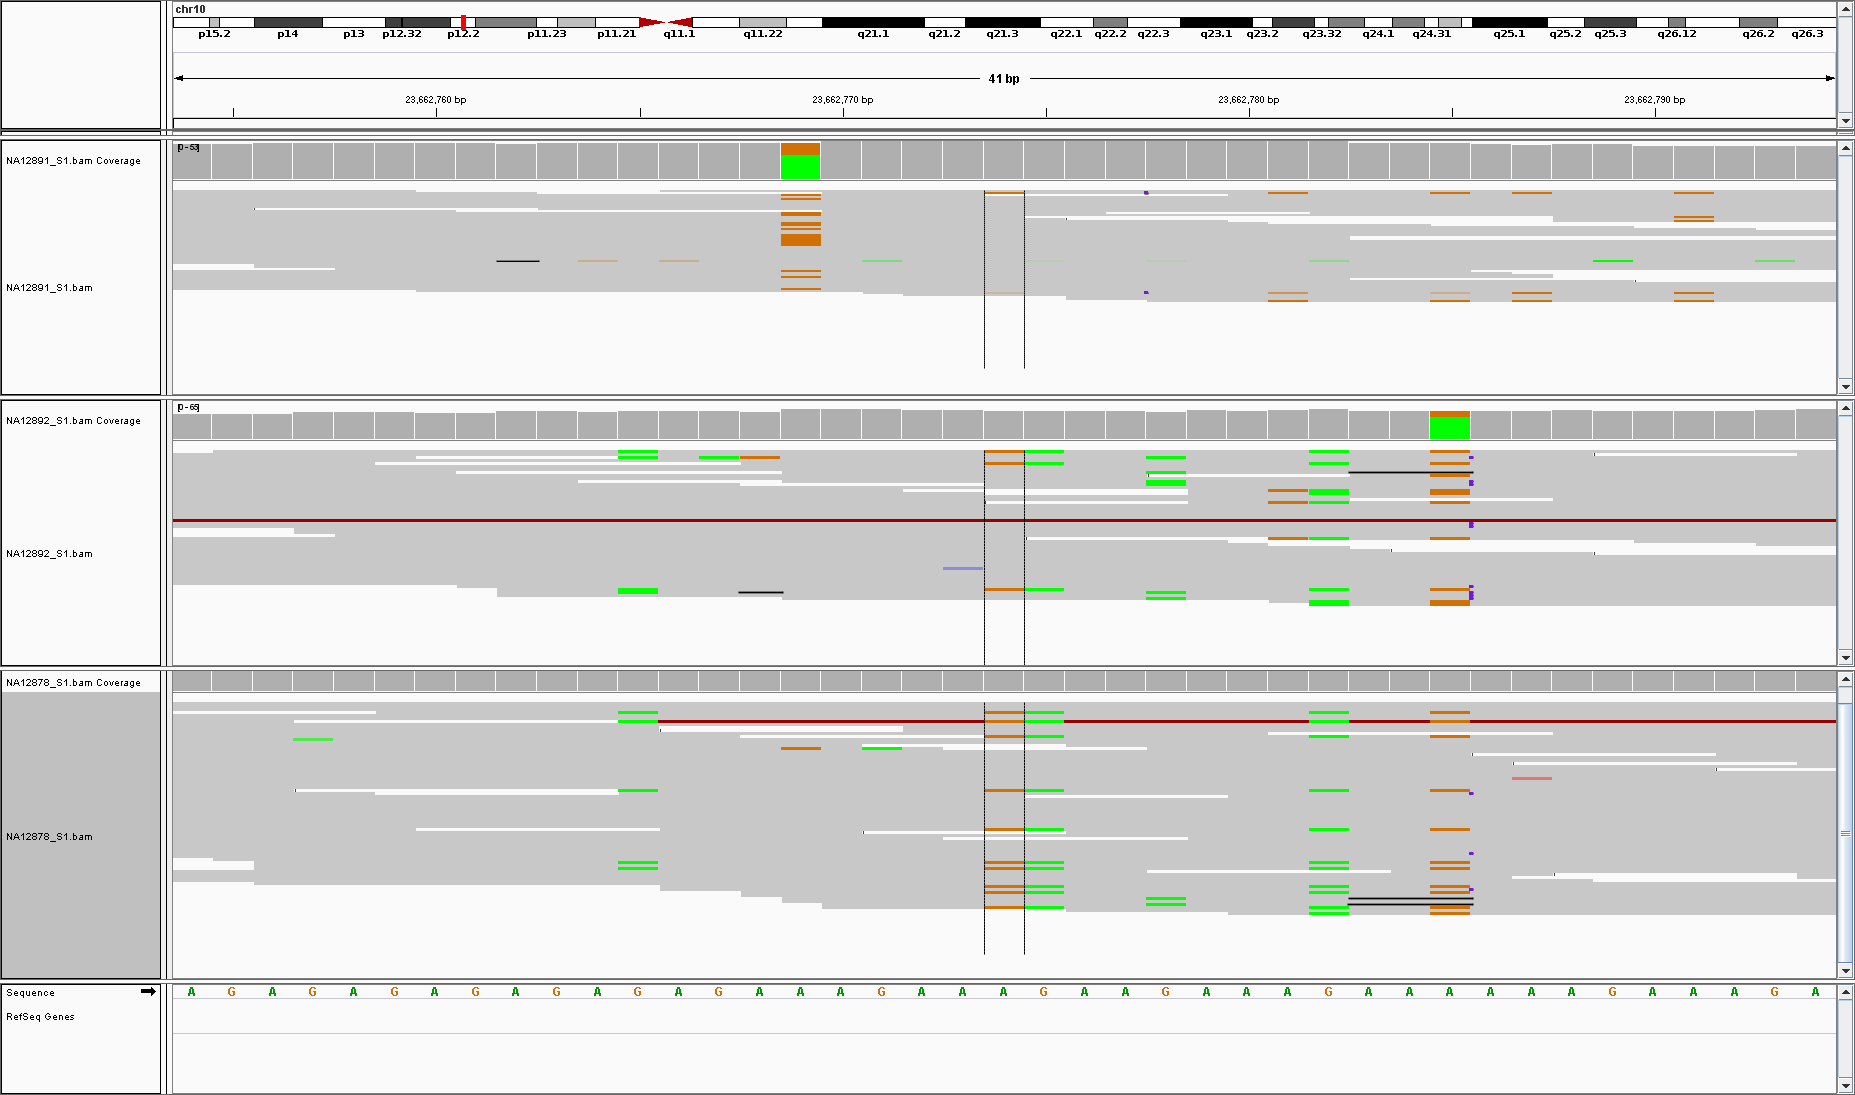 chr10
p15.2 p14 p13 p12.32 p12.2 p11.23 p11.21 q11.1 q11.22 q21.1 q21.2 q21.3 q22.1 q22.2 q22.3 q23.1 q23.2 q23.32 q24.1 q24.31 q25.1 q25.2 q25.3 q26.12 q26.2 q26.3
41 bp
23,662,760 bp 23,662,770 bp 23,662,780 bp 23,662,790 bp
[0 - 53]
NA12891_S1.bam Coverage
NA12891_S1.bam
[0 - 65]
NA12892_S1.bam Coverage
NA12892_S1.bam
NA12878_S1.bam Coverage
NA12878_S1.bam
Sequence A G A G A G A G A G A G A G A A A G A A A G A A G A A A G A A A A A A G A A A G A
RefSeq Genes